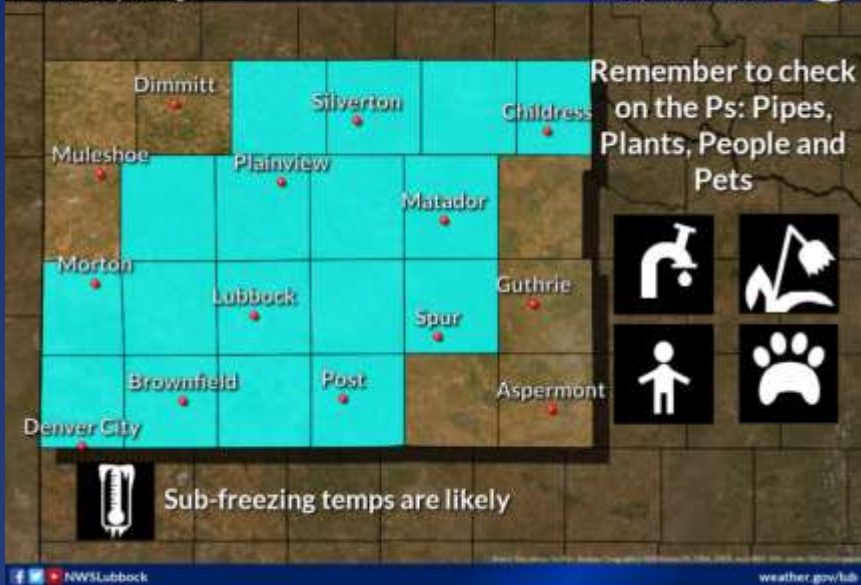 Dimmitt
Silverton
Childress
Muleshoe
Plainview
Matador
Morton
Lubbock
Guthrie
Spur
Brownfield
Post
Aspermont
Denver City
Remember to check
on the Ps: Pipes,
Plants, People and
Pets
Sub-freezing temps are likely
NWSLubbock
weather.gov/lub